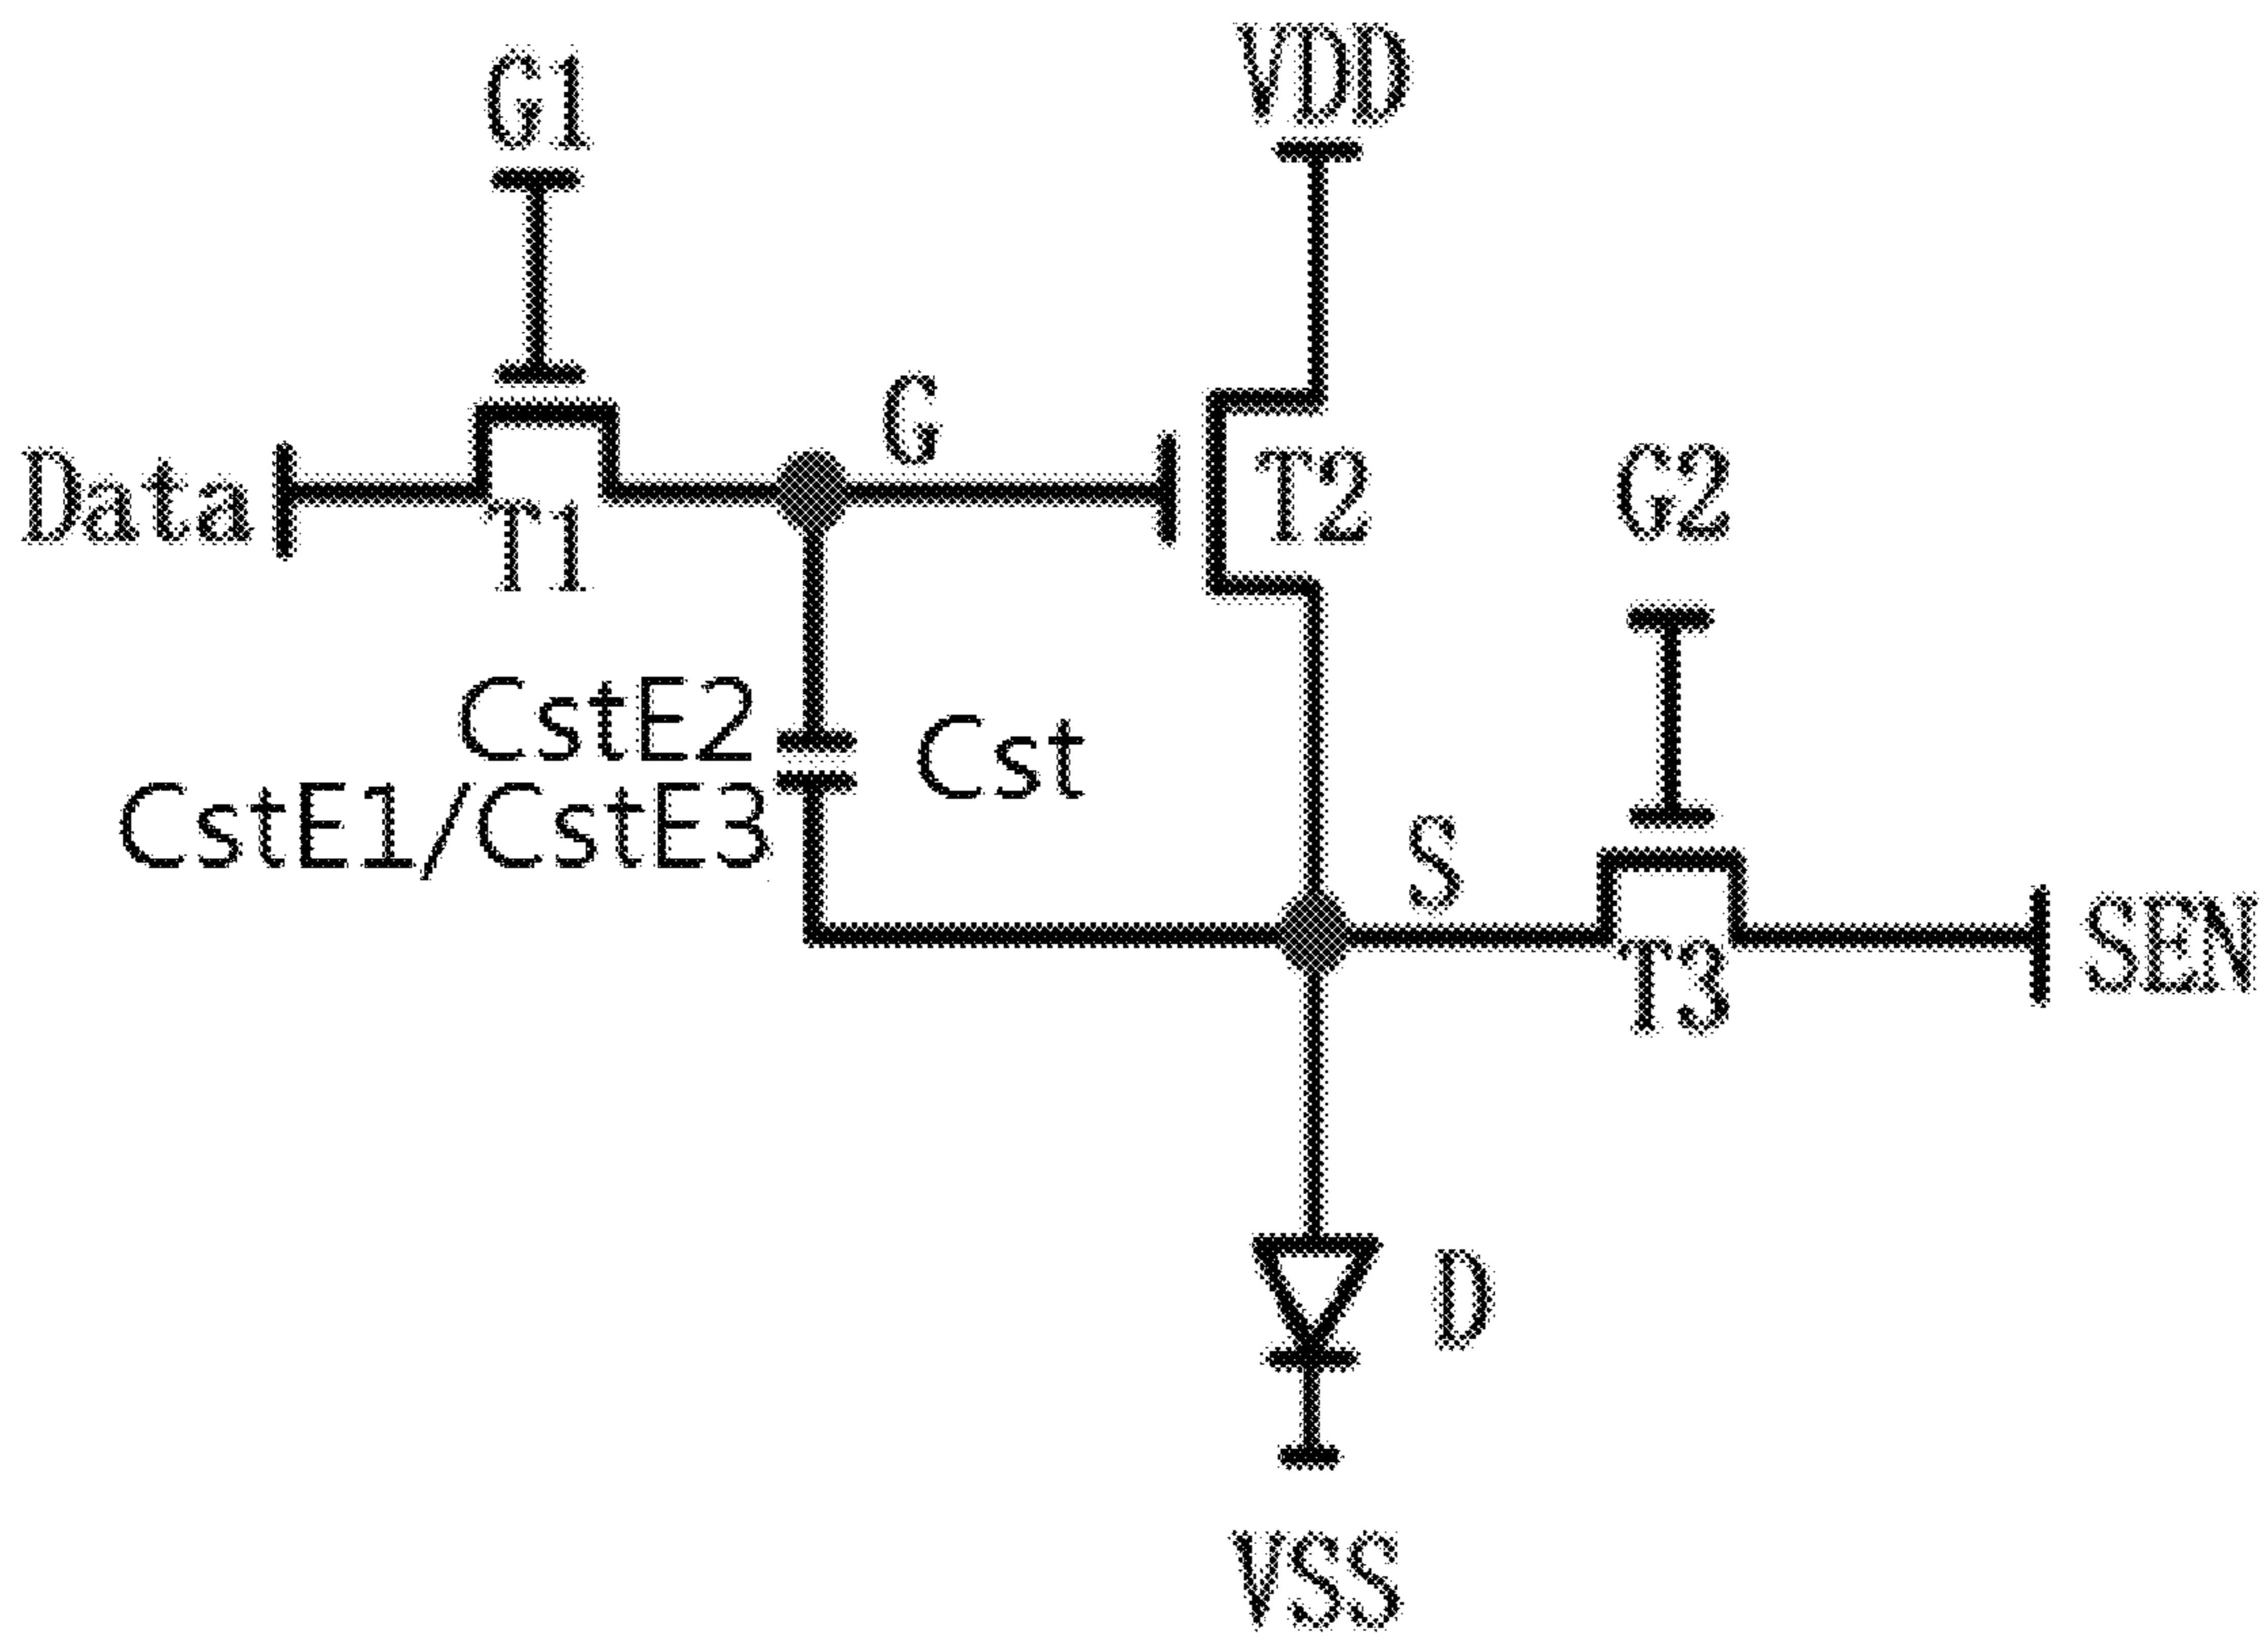 VDD
G1
G
Data
T2
G2
T1
CstE2
Cst
CstE1/CstE3
S
SEN
T3
D
VSS